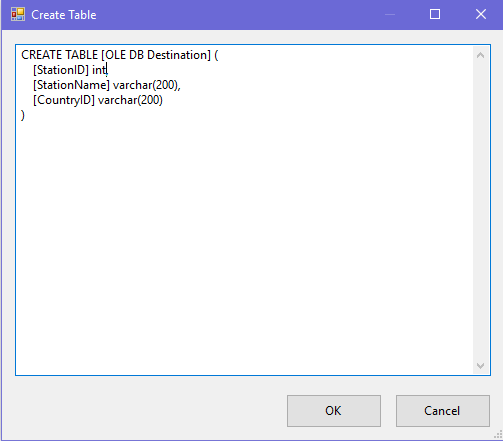 Create Table
CREATE TABLE [OLE DB Destination] (
[StationID] int,
[StationName] varchar(200),
[CountryID] varchar(200)
)
OK
Cancel